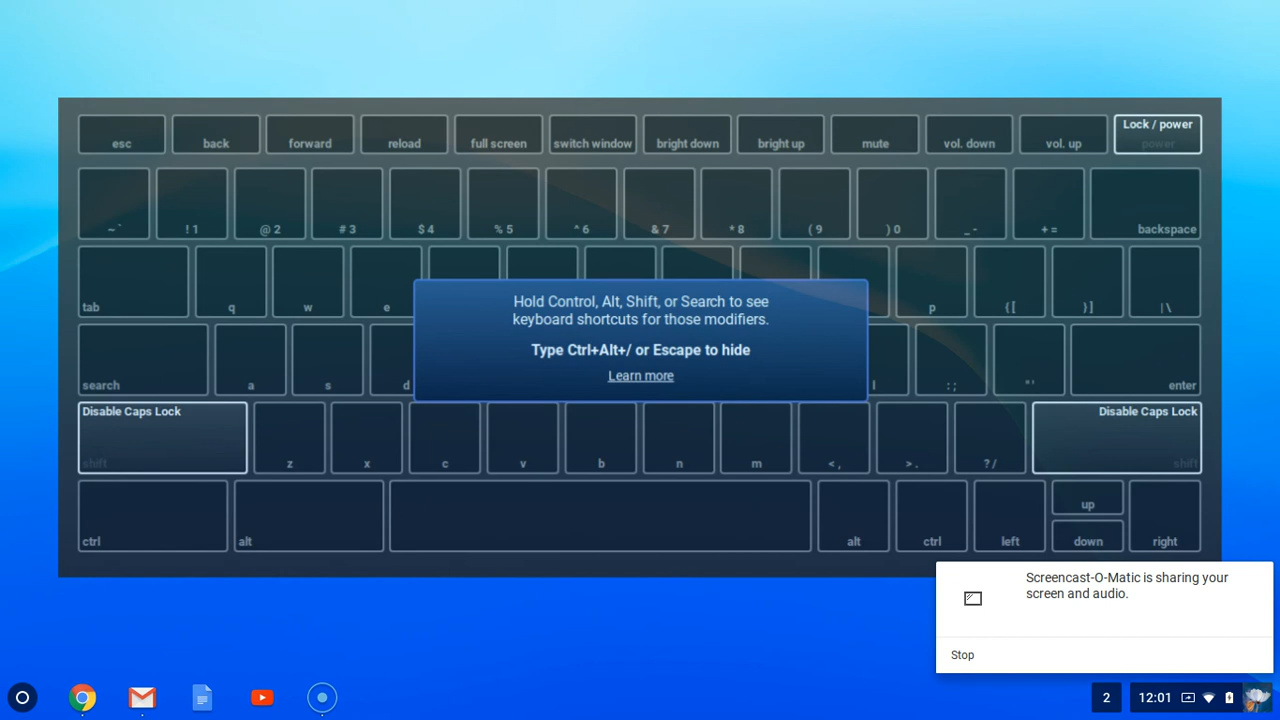 esc back forward reload full screen switch window bright down bright up mute vol. down vol. up Lock / power
power
~ ` ! 1 @ 2 # 3 $ 4 % 5 ^ 6 & 7 * 8 ( 9 ) 0 _ - + = backspace
tab q w e p { [ } ] | \
Hold Control, Alt, Shift, or Search to see
keyboard shortcuts for those modifiers.
Type Ctrl+Alt+/ or Escape to hide
Learn more
search a s d l : ; " ' enter
Disable Caps Lock Disable Caps Lock
shift z x c v b n m < , > . ? / shift
ctrl alt alt ctrl left up down right
Screencast-O-Matic is sharing your
screen and audio.
Stop
2 12:01